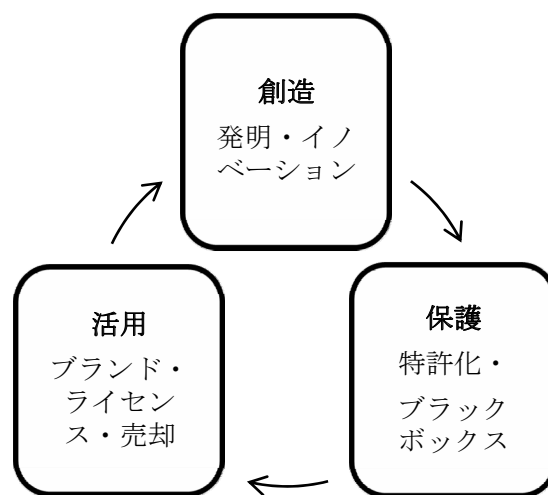 創造
発明・イノ
ベーション
活用
ブランド・
ライセン
ス・売却
保護
特許化・
ブラック
ボックス